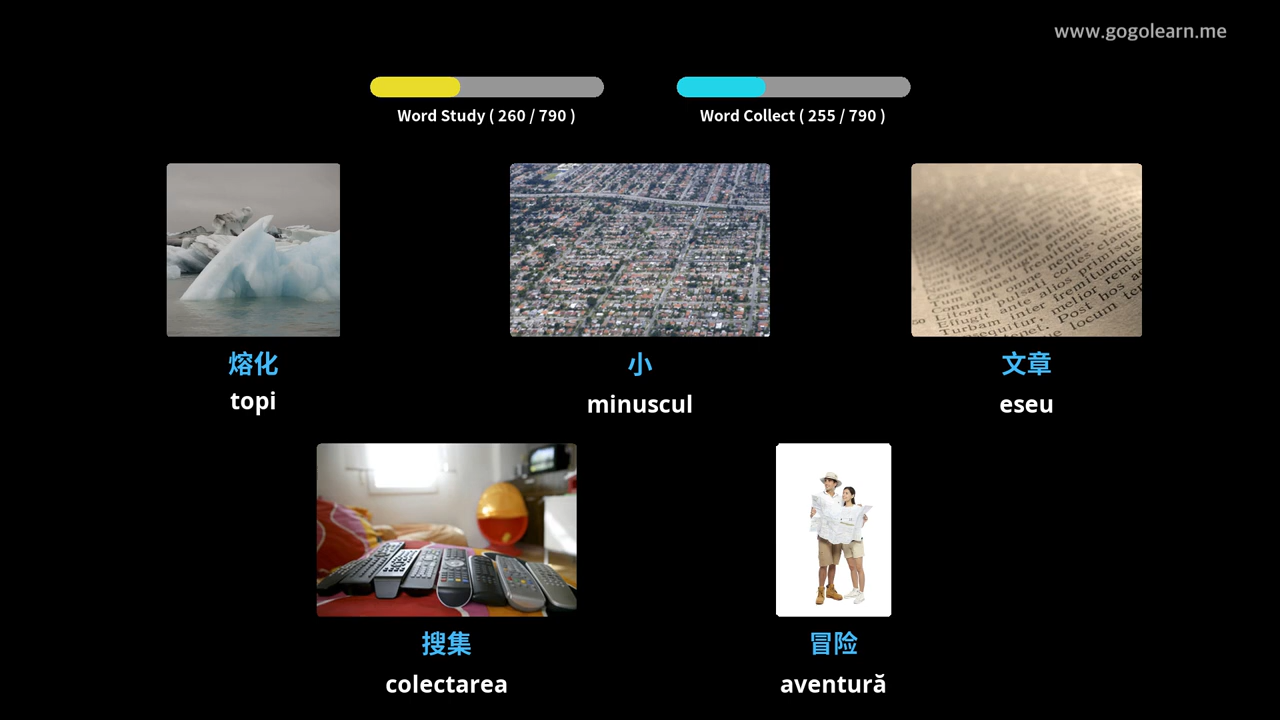 www.gogolearn.me
Word Study ( 260 / 790 )
Word Collect ( 255 / 790 )
熔化
topi
小
minuscul
文章
eseu
搜集
colectarea
冒险
aventură